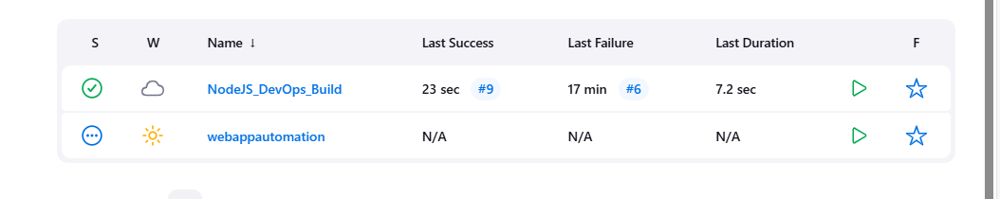 S W Name ↓ Last Success Last Failure Last Duration F
NodeJS_DevOps_Build 23 sec #9 17 min #6 7.2 sec
webappautomation N/A N/A N/A